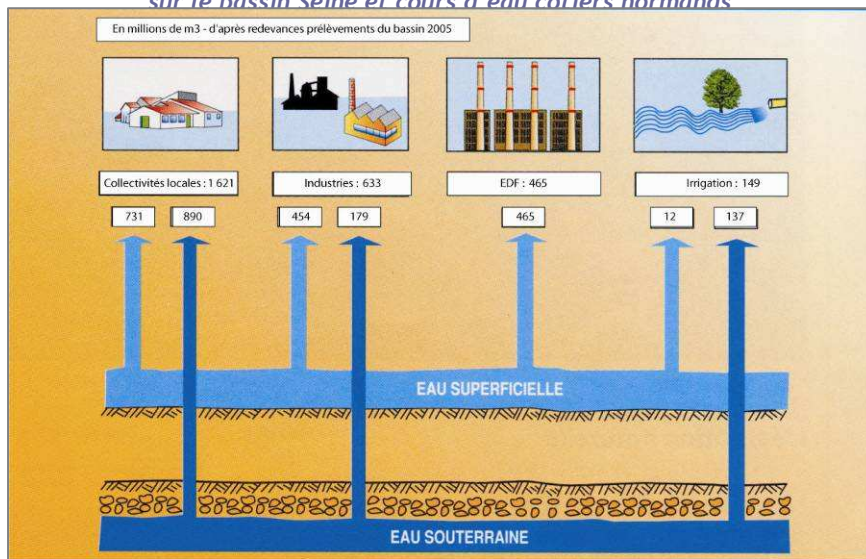 sur le bassin Seine et cours d'eau côtiers normands
En millions de m3 - d'après redevances prélèvements du bassin 2005
Collectivités locales : 1 621
Industries : 633
EDF : 465
Irrigation : 149
731
890
454
179
465
12
137
EAU SUPERFICIELLE
EAU SOUTERRAINE